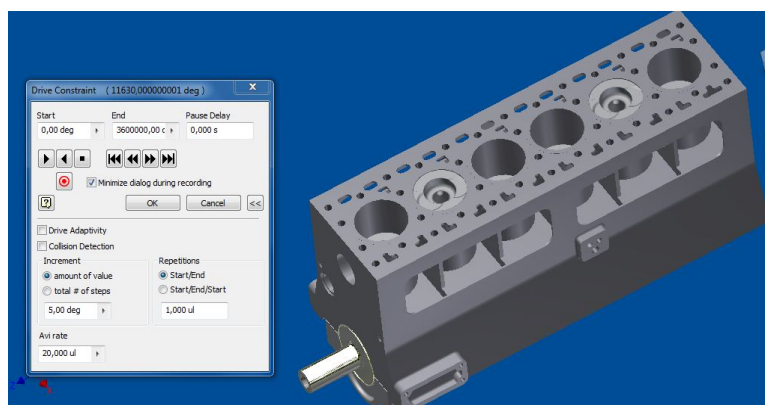 Drive Constraint ( 11630,000000001 deg )
Start End Pause Delay
0,00 deg 3600000,00 c 0,000 s
Minimize dialog during recording
OK Cancel <<
Drive Adaptivity
Collision Detection
Increment Repetitions
amount of value Start/End
total # of steps Start/End/Start
5,00 deg 1,000 ul
Avi rate
20,000 ul